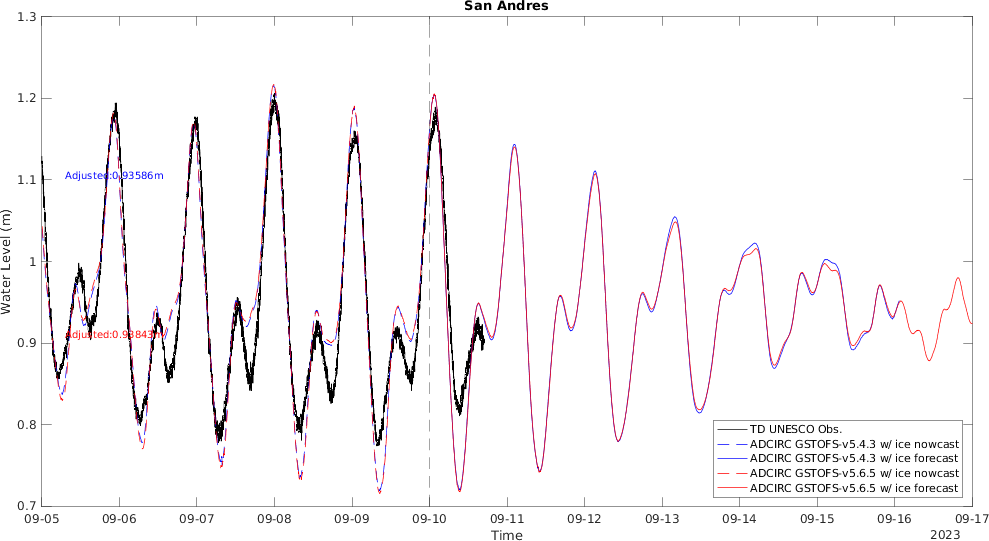 San Andres
1.3
1.2
1.1
1
0.9
0.8
0.7
Water Level (m)
Adjusted:0.93586m
Adjusted:0.93843m
TD UNESCO Obs.
ADCIRC GSTOFS-v5.4.3 w/ ice nowcast
ADCIRC GSTOFS-v5.4.3 w/ ice forecast
ADCIRC GSTOFS-v5.6.5 w/ ice nowcast
ADCIRC GSTOFS-v5.6.5 w/ ice forecast
09-05 09-06 09-07 09-08 09-09 09-10 09-11 09-12 09-13 09-14 09-15 09-16 09-17
Time
2023